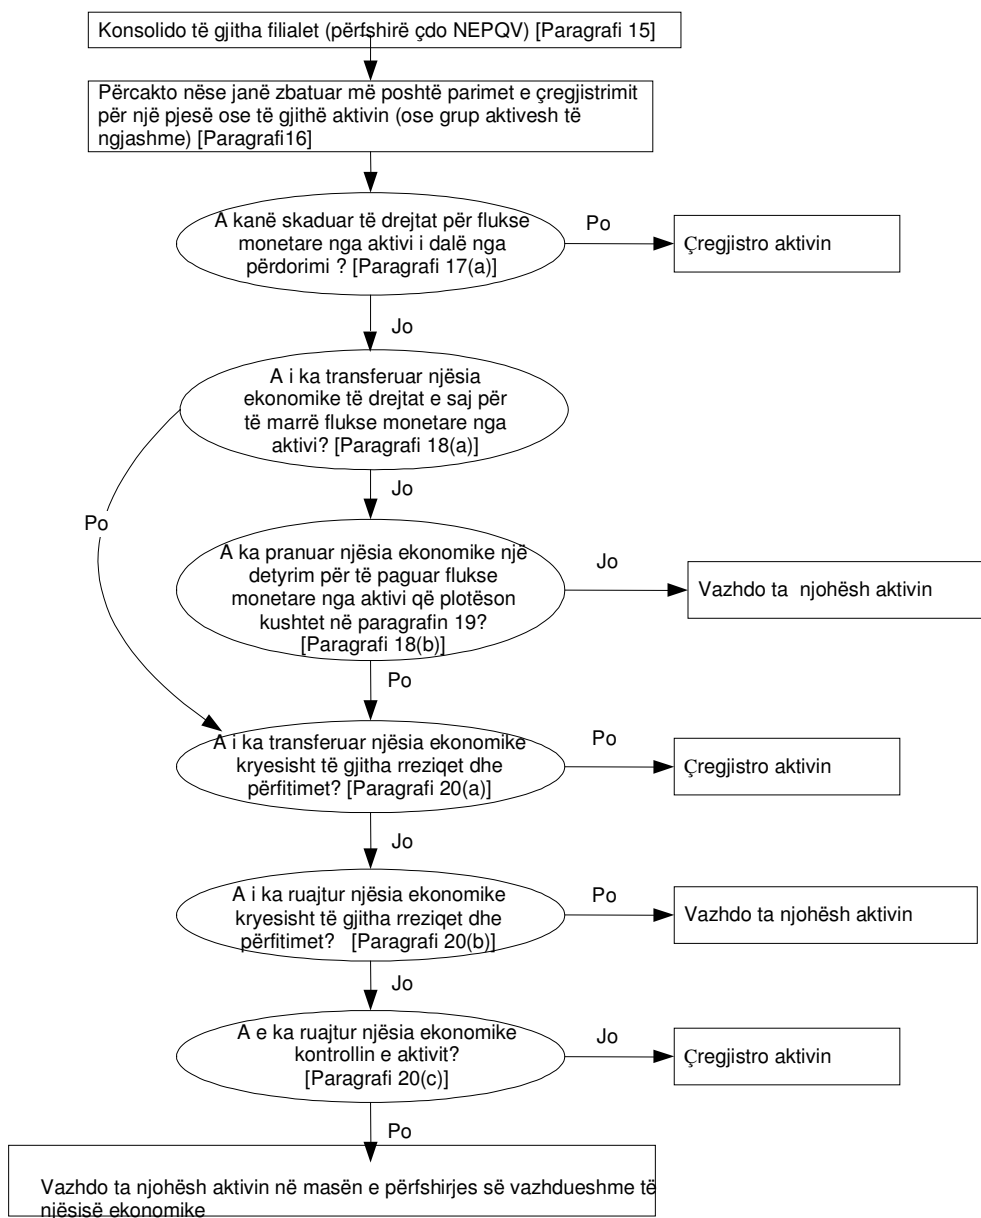 Konsolido të gjitha filialet (përfshirë çdo NEPQV) [Paragrafi 15]
Përcakto nëse janë zbatuar më poshtë parimet e çregjistrimit
për një pjesë ose të gjithë aktivin (ose grup aktivesh të
ngjashme) [Paragrafi16]
A kanë skaduar të drejtat për flukse
monetare nga aktivi i dalë nga
përdorimi ? [Paragrafi 17(a)]
Po
Çregjistro aktivin
Jo
A i ka transferuar njësia
ekonomike të drejtat e saj për
të marrë flukse monetare nga
aktivi? [Paragrafi 18(a)]
Jo
Po
A ka pranuar njësia ekonomike një
detyrim për të paguar flukse
monetare nga aktivi që plotëson
kushtet në paragrafin 19?
[Paragrafi 18(b)]
Jo
Vazhdo ta njohësh aktivin
Po
A i ka transferuar njësia ekonomike
kryesisht të gjitha rreziqet dhe
përfitimet? [Paragrafi 20(a)]
Po
Çregjistro aktivin
Jo
A i ka ruajtur njësia ekonomike
kryesisht të gjitha rreziqet dhe
përfitimet? [Paragrafi 20(b)]
Po
Vazhdo ta njohësh aktivin
Jo
A e ka ruajtur njësia ekonomike
kontrollin e aktivit?
[Paragrafi 20(c)]
Jo
Çregjistro aktivin
Po
Vazhdo ta njohësh aktivin në masën e përfshirjes së vazhdueshme të
njësisë ekonomike